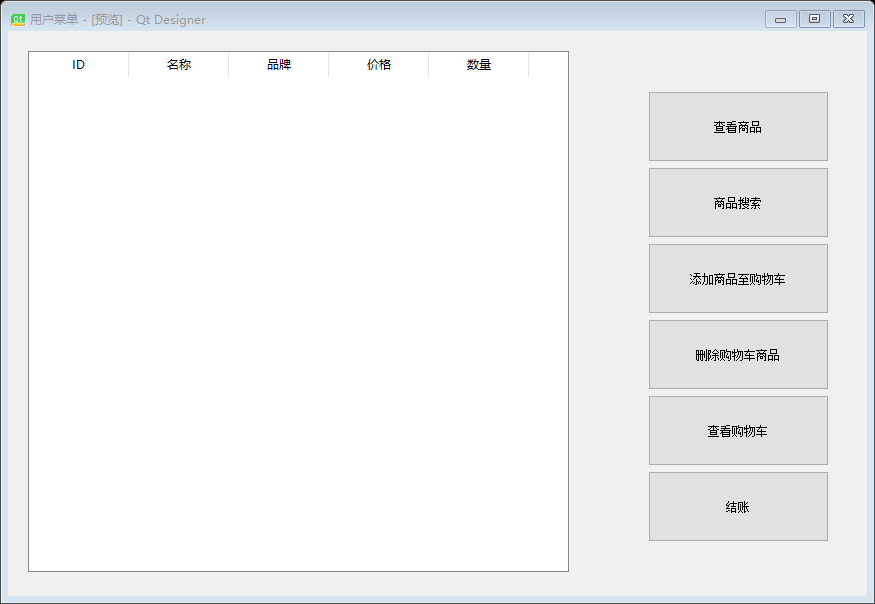 用户菜单 - [预览] - Qt Designer
ID 名称 品牌 价格 数量
查看商品
商品搜索
添加商品至购物车
删除购物车商品
查看购物车
结账